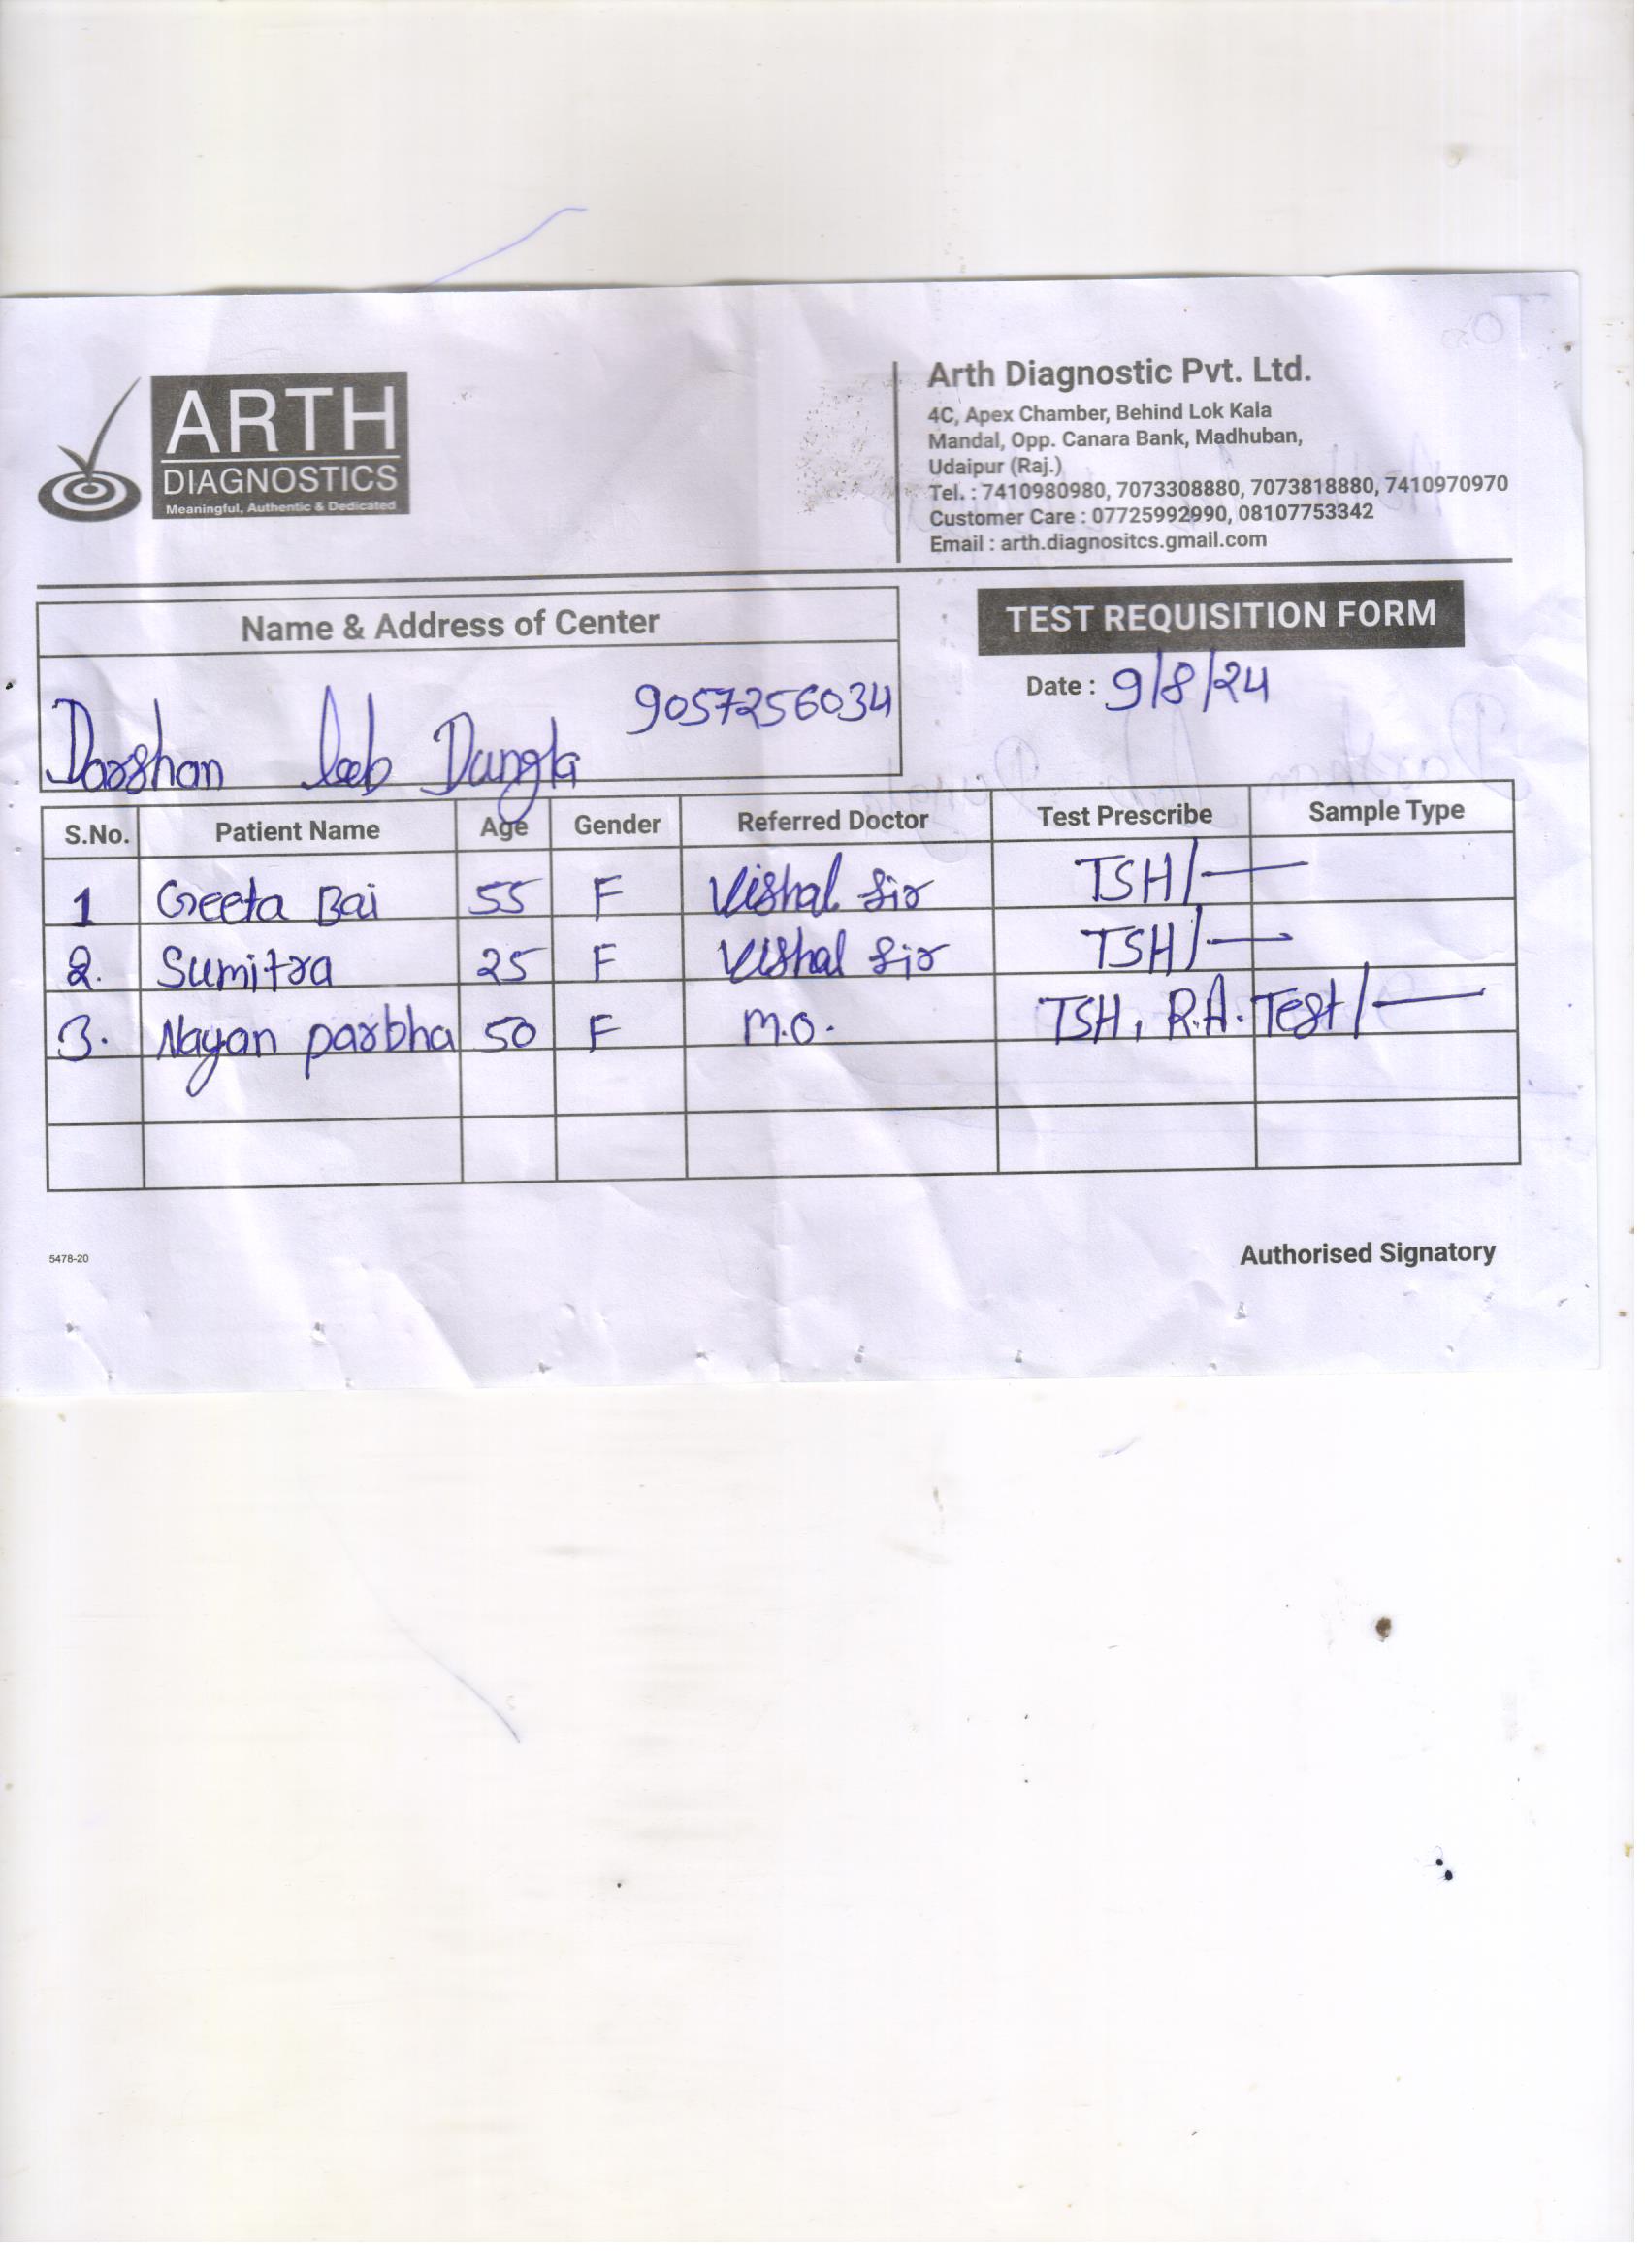 ARTH
DIAGNOSTICS
Meaningful, Authentic & Dedicated
Arth Diagnostic Pvt. Ltd.
4C, Apex Chamber, Behind Lok Kala
Mandal, Opp. Canara Bank, Madhuban,
Udaipur (Raj.)
Tel. : 7410980980, 7073308880, 7073818880, 7410970970
Customer Care : 07725992990, 08107753342
Email : arth.diagnositcs.gmail.com
Name & Address of Center
TEST REQUISITION FORM
Date : 9/8/24
9057256034
Darshan Dungla
S.No. Patient Name Age Gender Referred Doctor Test Prescribe Sample Type
1 Geeta Bai 55 F Vishal Sir TSH/—
2. Sumitra 25 F Vishal Sir TSH/—
3. Nayan parbha 50 F M.O. TSH, R.A. Test/—
5478-20
Authorised Signatory